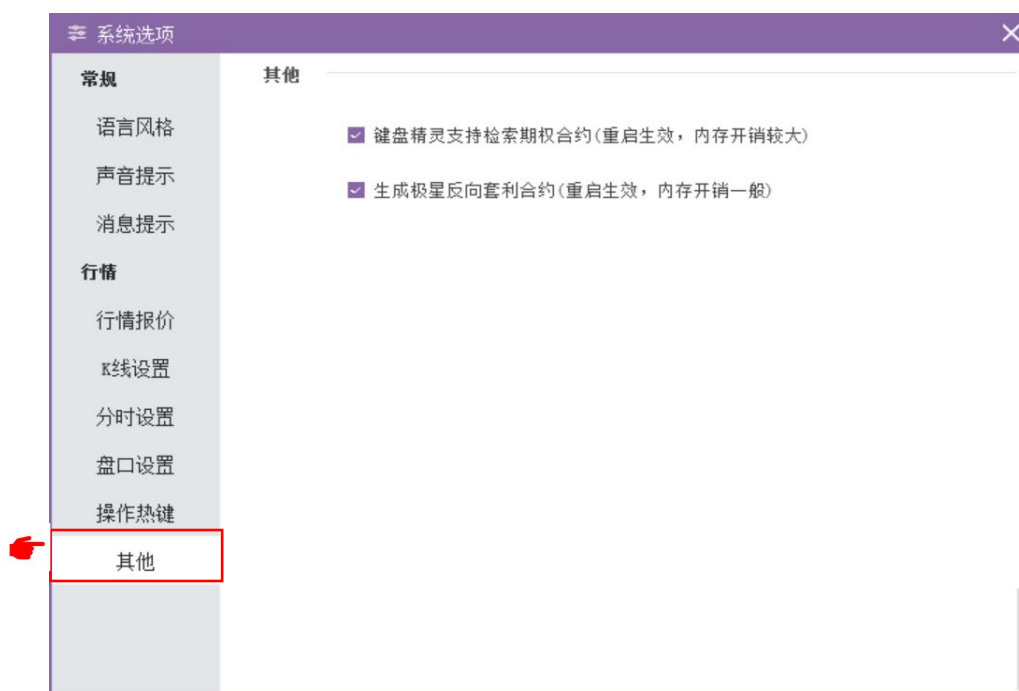 系统选项
常规
语言风格
声音提示
消息提示
行情
行情报价
K线设置
分时设置
盘口设置
操作热键
其他
其他
键盘精灵支持检索期权合约(重启生效，内存开销较大)
生成极星反向套利合约(重启生效，内存开销一般)